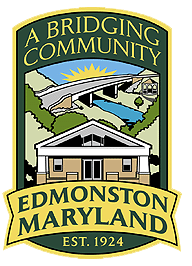 A BRIDGING
COMMUNITY
EDMONSTON
MARYLAND
EST. 1924